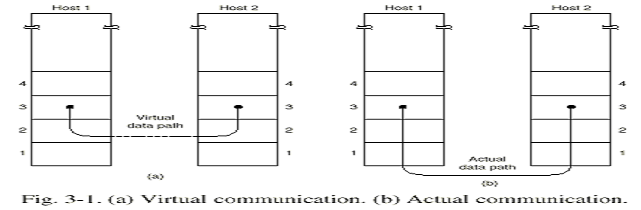 Host 1
Host 2
Host 1
Host 2
4
4
4
4
3
3
3
3
Virtual
data path
2
2
2
2
1
1
1
1
Actual
data path
(a)
(b)
Fig. 3-1. (a) Virtual communication. (b) Actual communication.